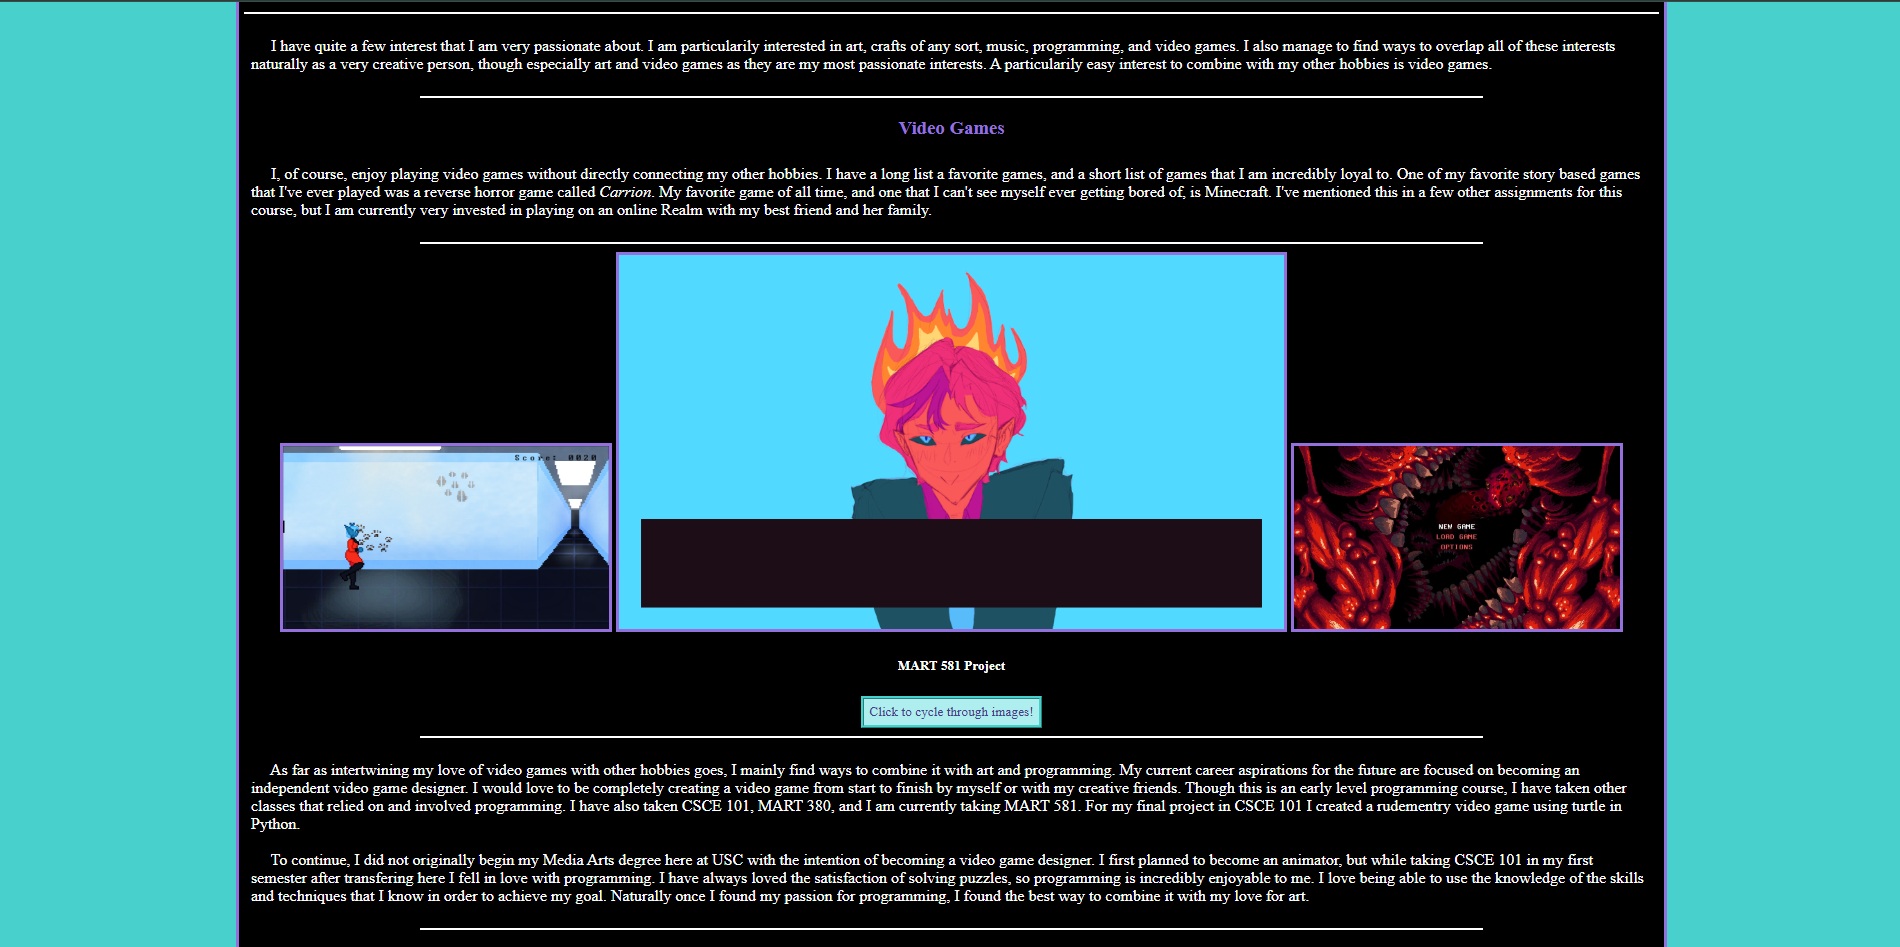 I have quite a few interest that I am very passionate about. I am particularily interested in art, crafts of any sort, music, programming, and video games. I also manage to find ways to overlap all of these interests
naturally as a very creative person, though especially art and video games as they are my most passionate interests. A particularily easy interest to combine with my other hobbies is video games.
Video Games
I, of course, enjoy playing video games without directly connecting my other hobbies. I have a long list a favorite games, and a short list of games that I am incredibly loyal to. One of my favorite story based games
that I've ever played was a reverse horror game called Carrion. My favorite game of all time, and one that I can't see myself ever getting bored of, is Minecraft. I've mentioned this in a few other assignments for this
course, but I am currently very invested in playing on an online Realm with my best friend and her family.
Score: 0020
NEW GAME
LOAD GAME
OPTIONS
MART 581 Project
Click to cycle through images!
As far as intertwining my love of video games with other hobbies goes, I mainly find ways to combine it with art and programming. My current career aspirations for the future are focused on becoming an
independent video game designer. I would love to be completely creating a video game from start to finish by myself or with my creative friends. Though this is an early level programming course, I have taken other
classes that relied on and involved programming. I have also taken CSCE 101, MART 380, and I am currently taking MART 581. For my final project in CSCE 101 I created a rudementry video game using turtle in
Python.
To continue, I did not originally begin my Media Arts degree here at USC with the intention of becoming a video game designer. I first planned to become an animator, but while taking CSCE 101 in my first
semester after transfering here I fell in love with programming. I have always loved the satisfaction of solving puzzles, so programming is incredibly enjoyable to me. I love being able to use the knowledge of the skills
and techniques that I know in order to achieve my goal. Naturally once I found my passion for programming, I found the best way to combine it with my love for art.